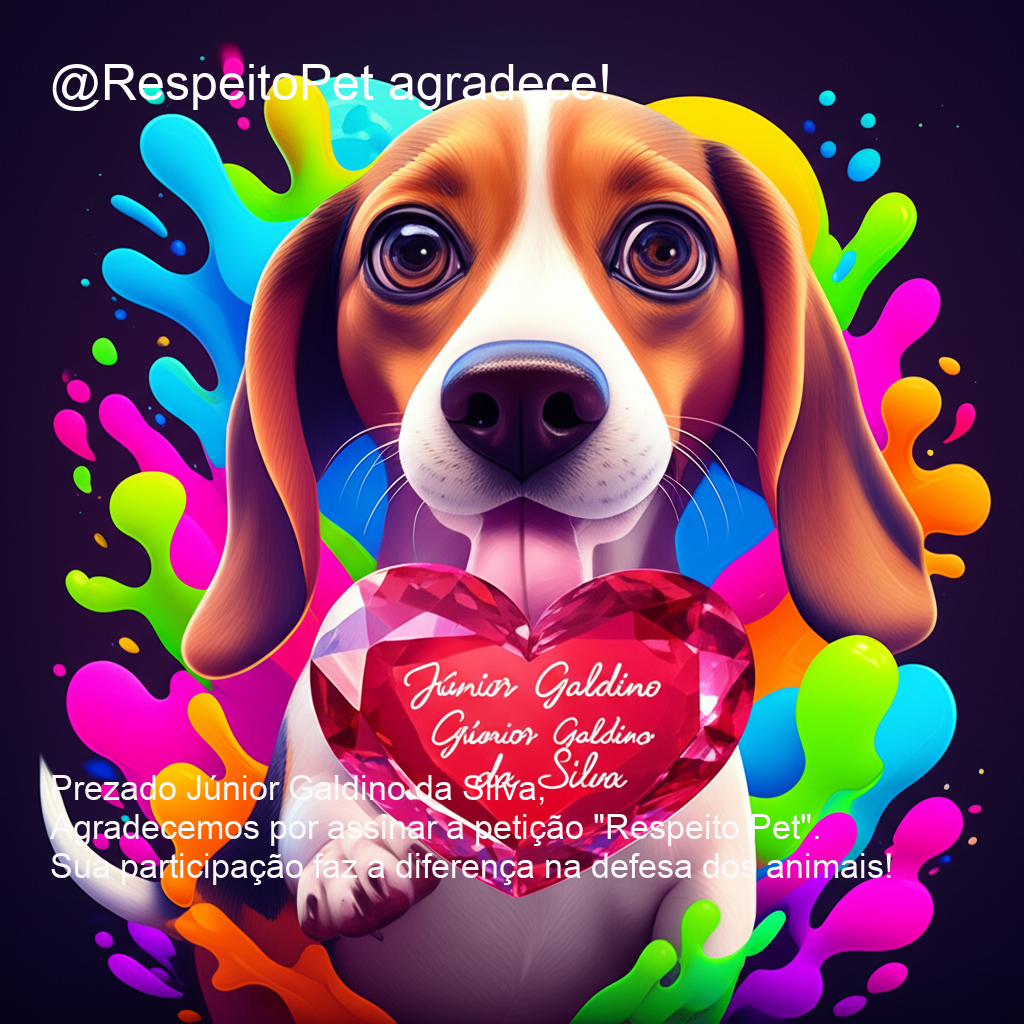 @RespeitoPet agradece!
Júnior Galdino
Gúnior Galdino
da Silva
Prezado Júnior Galdino da Silva,
Agradecemos por assinar a petição "Respeito Pet".
Sua participação faz a diferença na defesa dos animais!